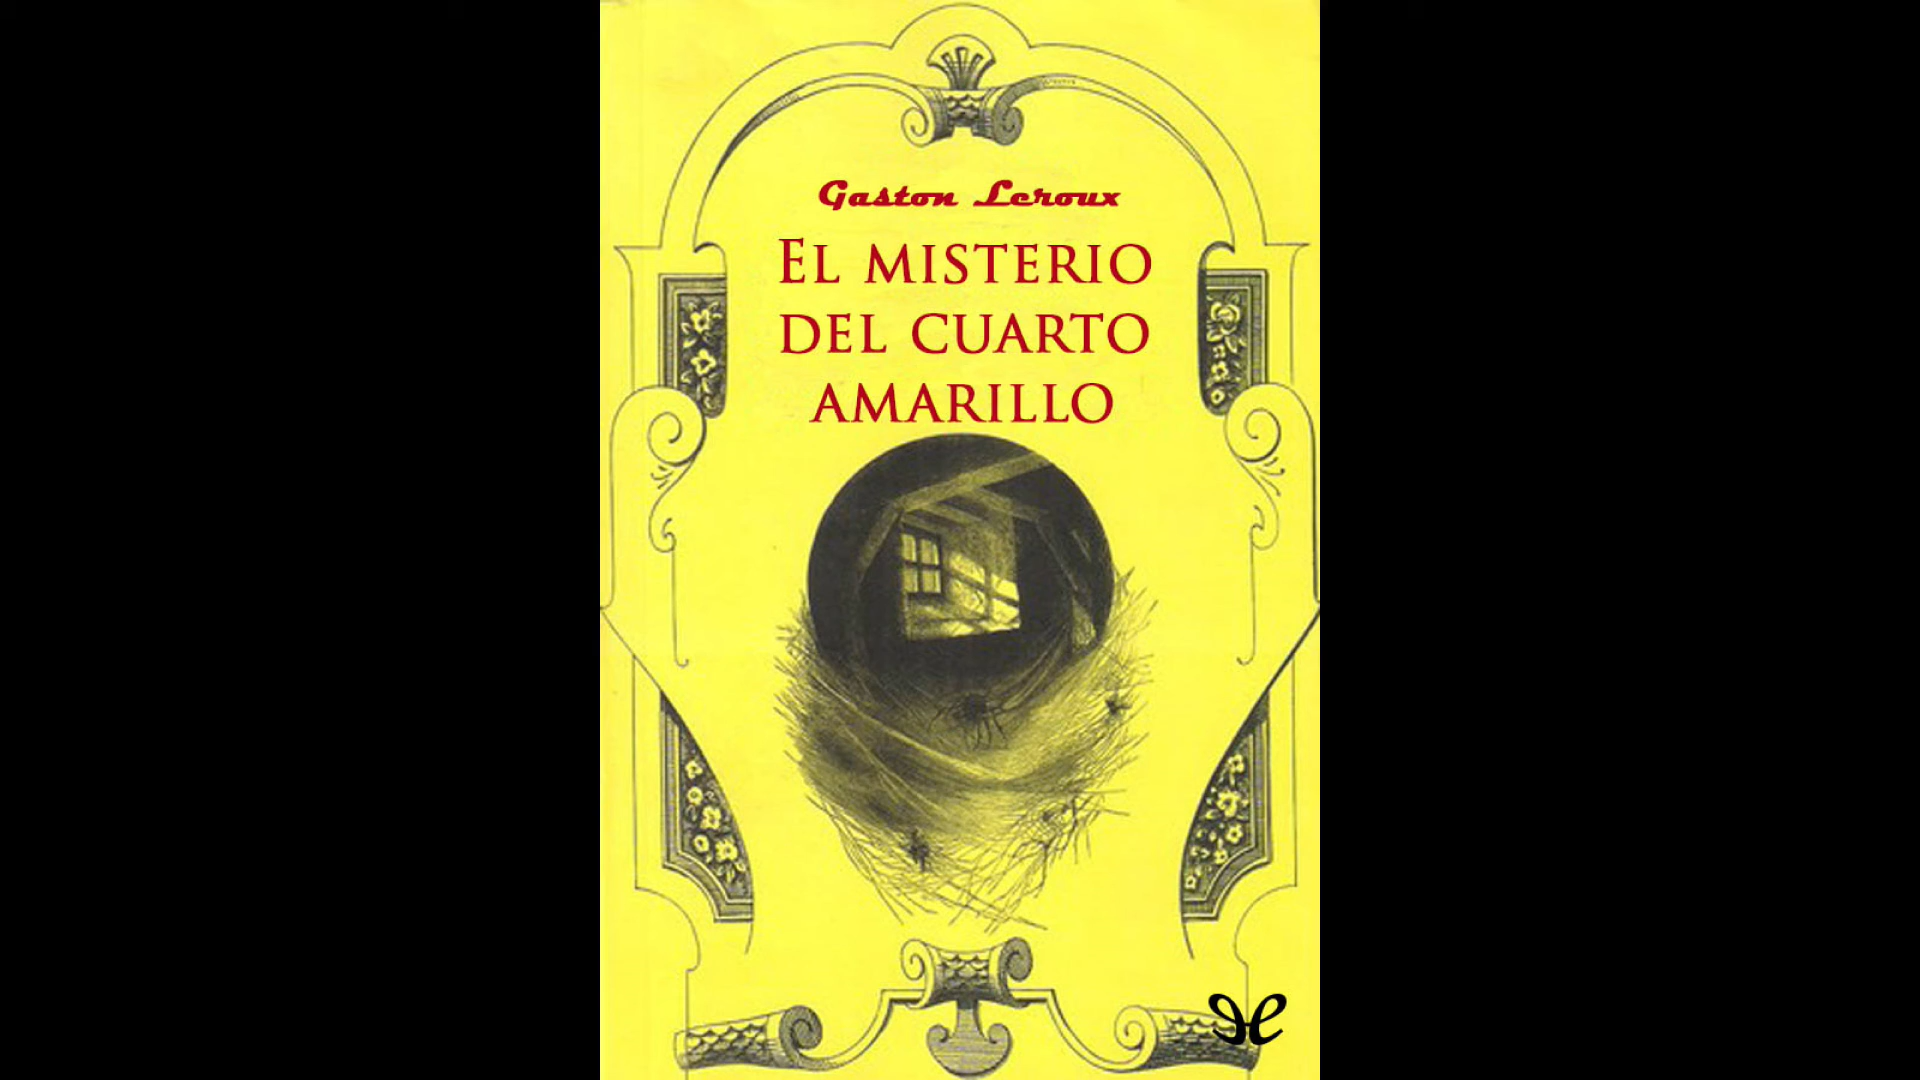 Gaston Leroux
El misterio
del cuarto
amarillo